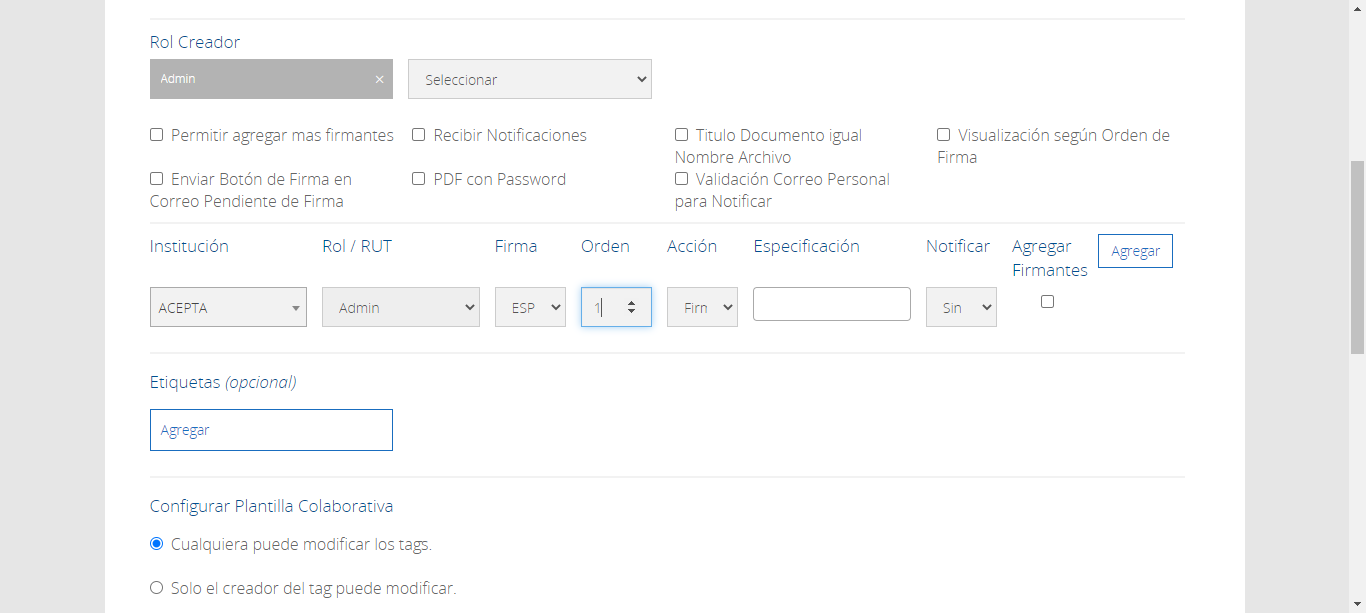 Rol Creador
Admin ×
Seleccionar
Permitir agregar mas firmantes
Recibir Notificaciones
Titulo Documento igual
Nombre Archivo
Visualización según Orden de
Firma
Enviar Botón de Firma en
Correo Pendiente de Firma
PDF con Password
Validación Correo Personal
para Notificar
Institución Rol / RUT Firma Orden Acción Especificación Notificar Agregar
Firmantes
Agregar
ACEPTA Admin ESP 1 Firn Sin
Etiquetas (opcional)
Agregar
Configurar Plantilla Colaborativa
Cualquiera puede modificar los tags.
Solo el creador del tag puede modificar.